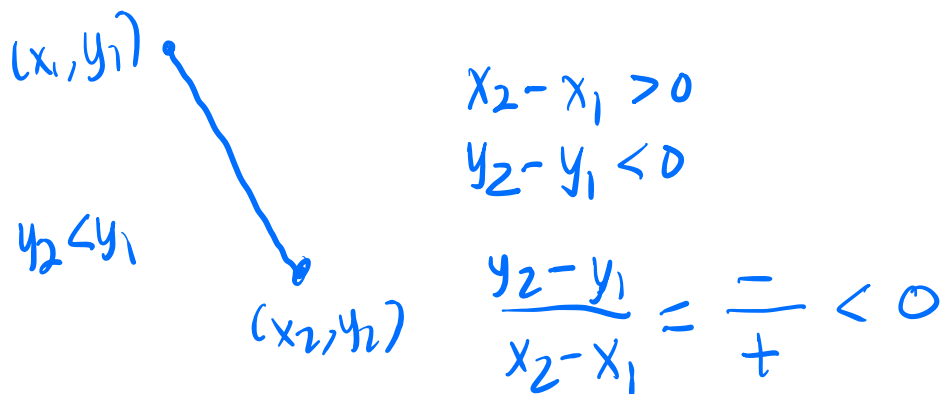 (x₁, y₁)
x₂ - x₁ > 0
y₂ - y₁ < 0
y₂ < y₁
(x₂, y₂)
(y₂ - y₁)/(x₂ - x₁) = -/+ < 0